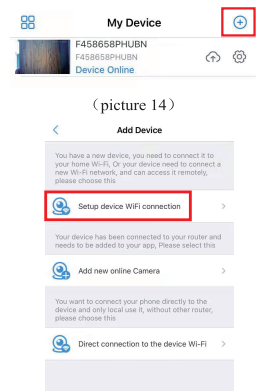 My Device
F458658PHUBN
F458658PHUBN
Device Online
(picture 14)
Add Device
You have a new device, you need to connect it to
your home Wi-Fi, Or your device need to connect a
new Wi-Fi network, and can access it remotely,
please choose this
Setup device WiFi connection
Your device has been connected to your router and
needs to be added to your app, Please select this
Add new online Camera
You want to connect your phone directly to the
device and only local use it, without other router,
please choose this
Direct connection to the device Wi-Fi